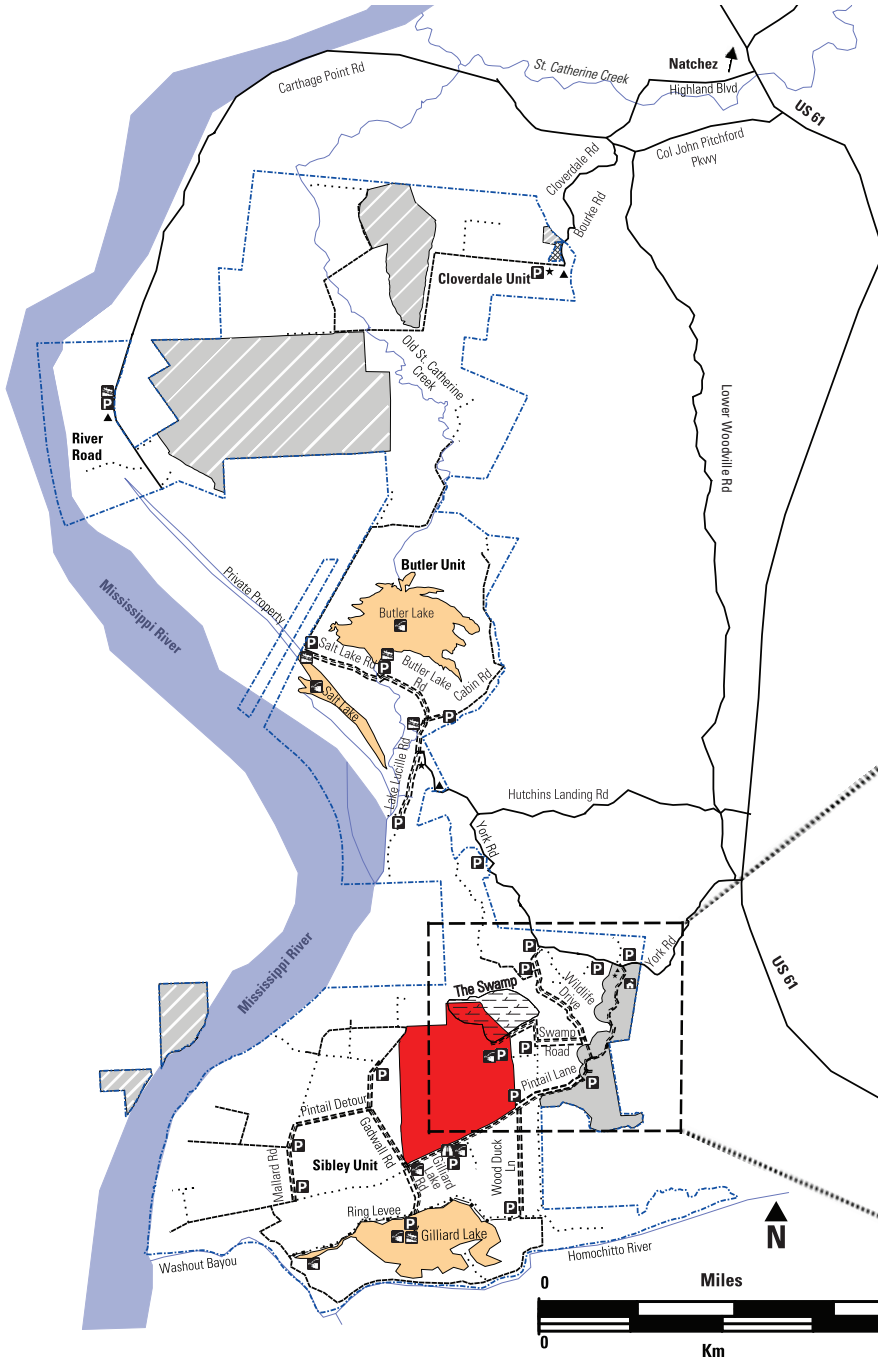 St. Catherine Creek
Natchez
Carthage Point Rd
Highland Blvd
US 61
Col John Pitchford
Pkwy
Cloverdale Rd
Bourke Rd
P
Cloverdale Unit
Old St. Catherine
Creek
P
River
Road
Lower Woodville Rd
Butler Unit
Private Property
Mississippi River
Butler Lake
P
Salt Lake Rd
P
Butler Lake
Rd
Cabin Rd
Salt Lake
P
Lake Lucille Rd
Hutchins Landing Rd
P
York Rd
P
Mississippi River
P
P
York Rd
P
P
US 61
Wildlife
Drive
The Swamp
Swamp
Road
P
P
Pintail Lane
P
P
P
Pintail Detour
Gadwall Rd
P
Sibley Unit
Mallard Rd
P
Gilliard
Lake
Rd
P
Wood Duck
Ln
P
Ring Levee
P
Gilliard Lake
Washout Bayou
Homochitto River
N
0
Miles
0
Km